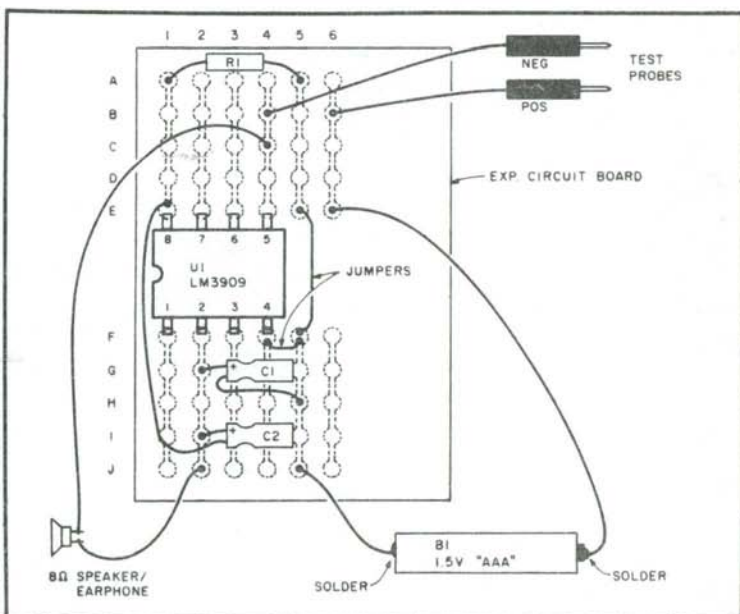 1 2 3 4 5 6
R1
A
NEG
TEST
PROBES
B
POS
C
D
EXP. CIRCUIT BOARD
E
8 7 6 5
U1
LM3909
JUMPERS
1 2 3 4
F
G
+
C1
H
I
+
C2
J
B1
1.5V "AAA"
8Ω SPEAKER/
EARPHONE
SOLDER
SOLDER